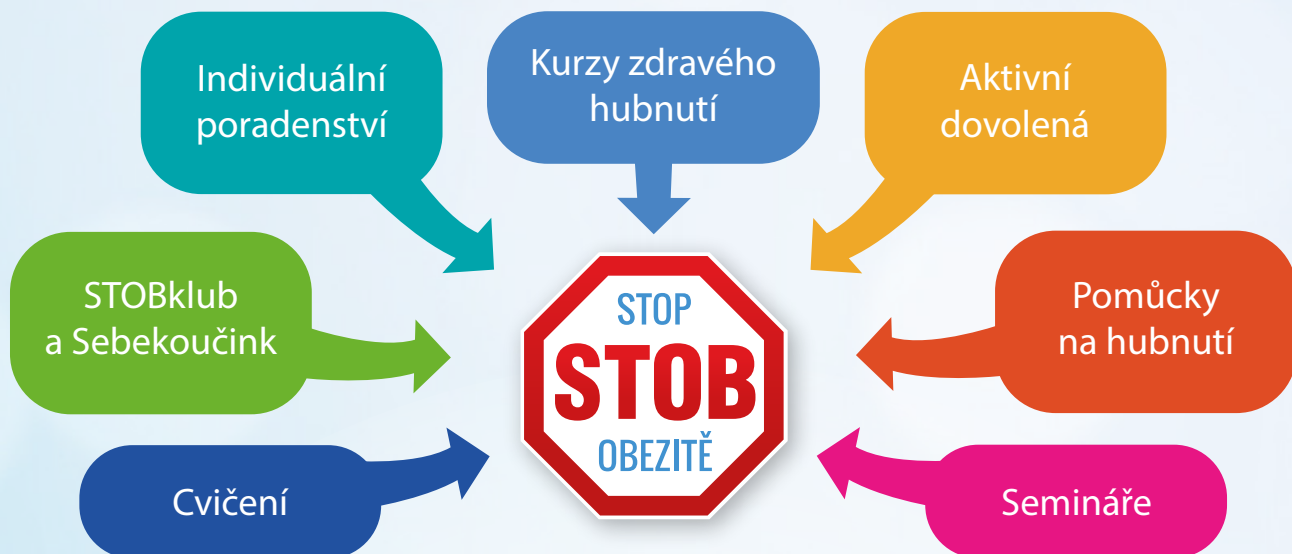 Individuální
poradenství
Kurzy zdravého
hubnutí
Aktivní
dovolená
STOBklub
a Sebekoučink
STOP
STOB
OBEZITĚ
Pomůcky
na hubnutí
Cvičení
Semináře